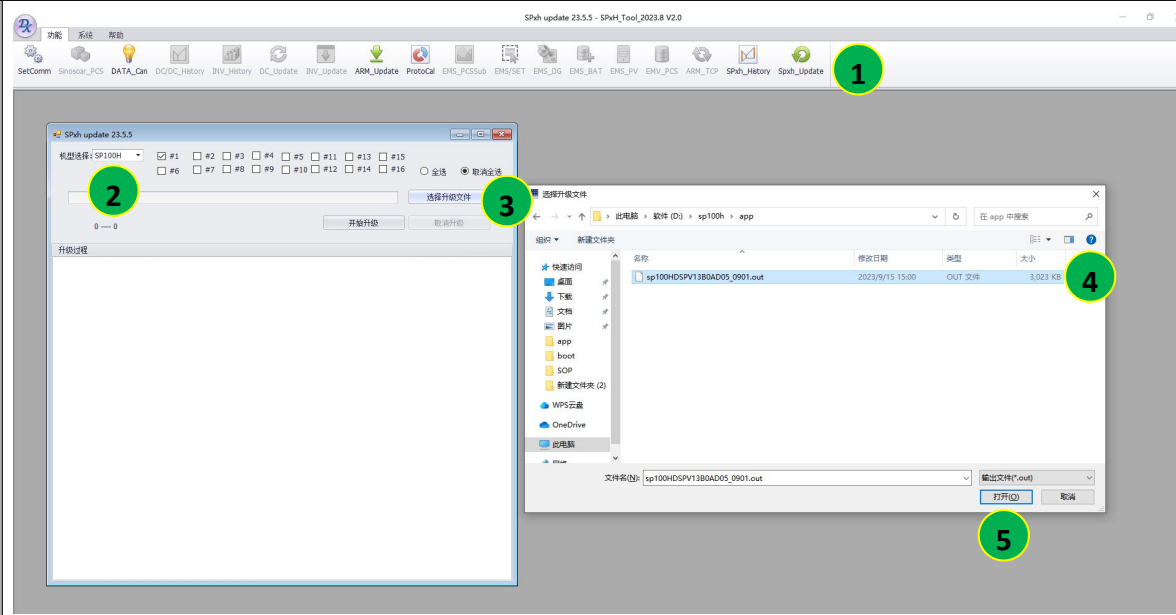 SPxh update 23.5.5 - SPxH_Tool_2023.8 V2.0
功能 系统 帮助
SetComm Sinosoar_PCS DATA_Can DC/DC_History INV_History DC_Update INV_Update ARM_Update ProtoCal EMS_PCSSub EMS/SET EMS_DG EMS_BAT EMS_PV EMV_PCS ARM_TCP SPxh_History Spxh_Update
1
SPxh update 23.5.5
机型选择: SP100H #1 #2 #3 #4 #5 #11 #13 #15
#6 #7 #8 #9 #10 #12 #14 #16 全选 取消全选
2
选择升级文件
3
0 ---- 0
开始升级 取消升级
升级过程
选择升级文件
此电脑 > 软件 (D:) > sp100h > app
在 app 中搜索
组织 新建文件夹
名称 修改日期 类型 大小
sp100HDSPV13B0AD05_0901.out 2023/9/15 15:00 OUT 文件 3,023 KB
4
快速访问
桌面
下载
文档
图片
app
boot
SOP
新建文件夹 (2)
WPS云盘
OneDrive
此电脑
文件名(N): sp100HDSPV13B0AD05_0901.out 输出文件(*.out)
打开(O) 取消
5